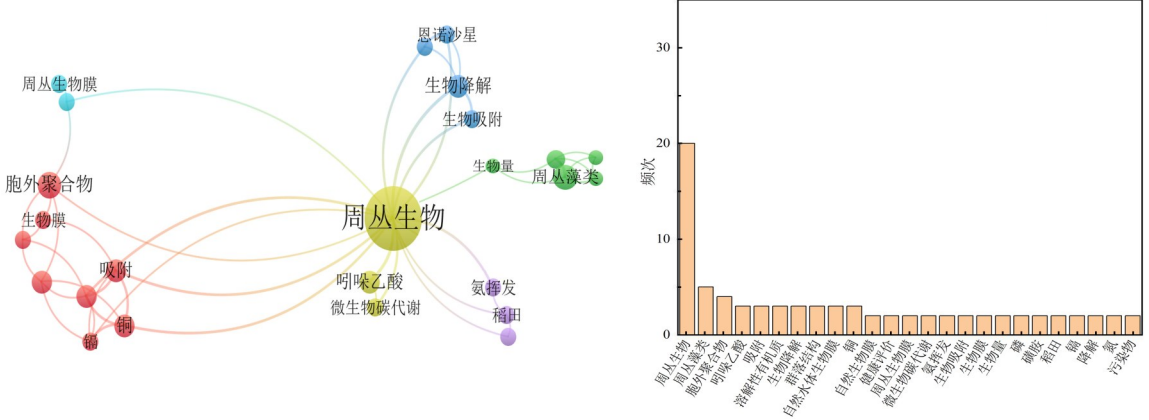 恩诺沙星
周丛生物膜
生物降解
生物吸附
生物量
周丛藻类
胞外聚合物
生物膜
周丛生物
吸附
吲哚乙酸
氨挥发
微生物碳代谢
稻田
铜
镉
频次
30
20
10
0
周丛生物
周丛藻类
胞外聚合物
吲哚乙酸
吸附
溶解性有机质
生物降解
群落结构
自然水体生物膜
铜
自然生物膜
健康评价
周丛生物膜
微生物碳代谢
氨挥发
生物吸附
生物膜
生物量
磷
磺胺
稻田
镉
降解
氮
污染物